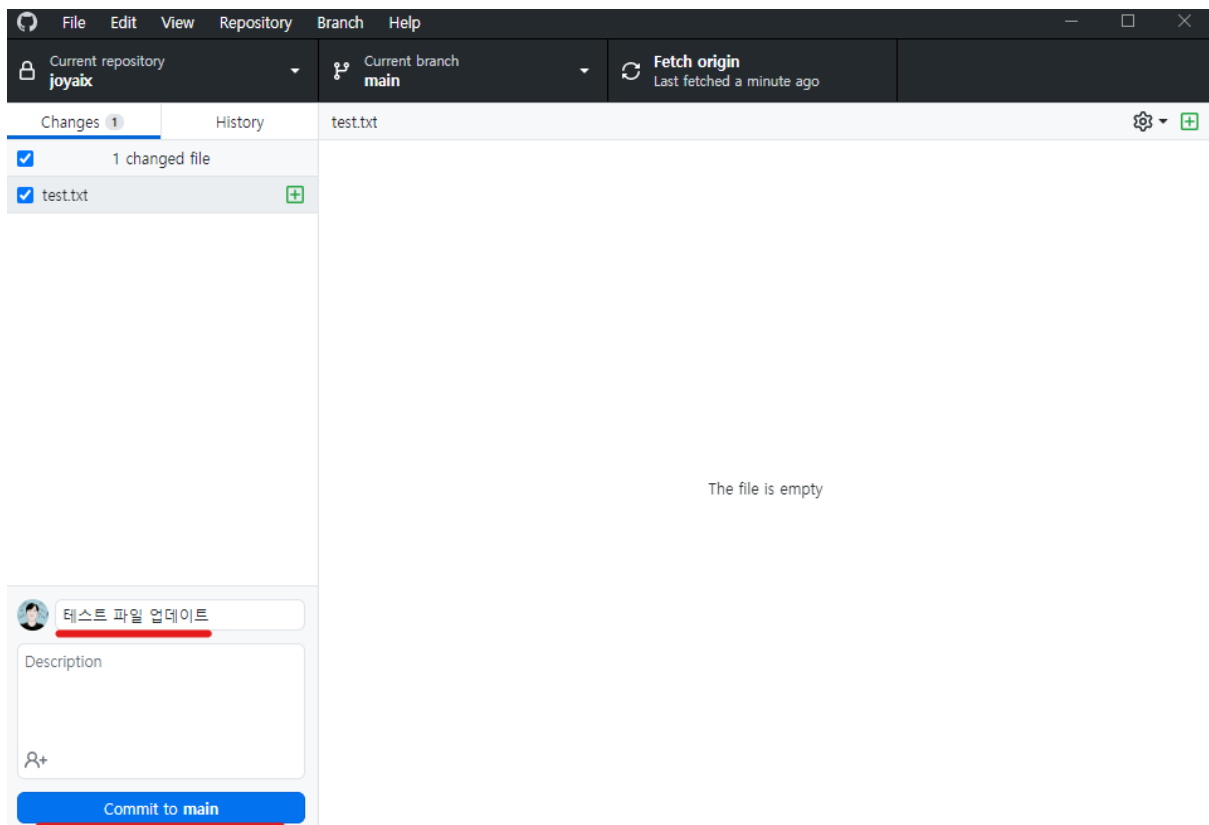 File Edit View Repository Branch Help
Current repository
joyaix
Current branch
main
Fetch origin
Last fetched a minute ago
Changes 1 History
test.txt
1 changed file
test.txt
The file is empty
테스트 파일 업데이트
Description
Commit to main